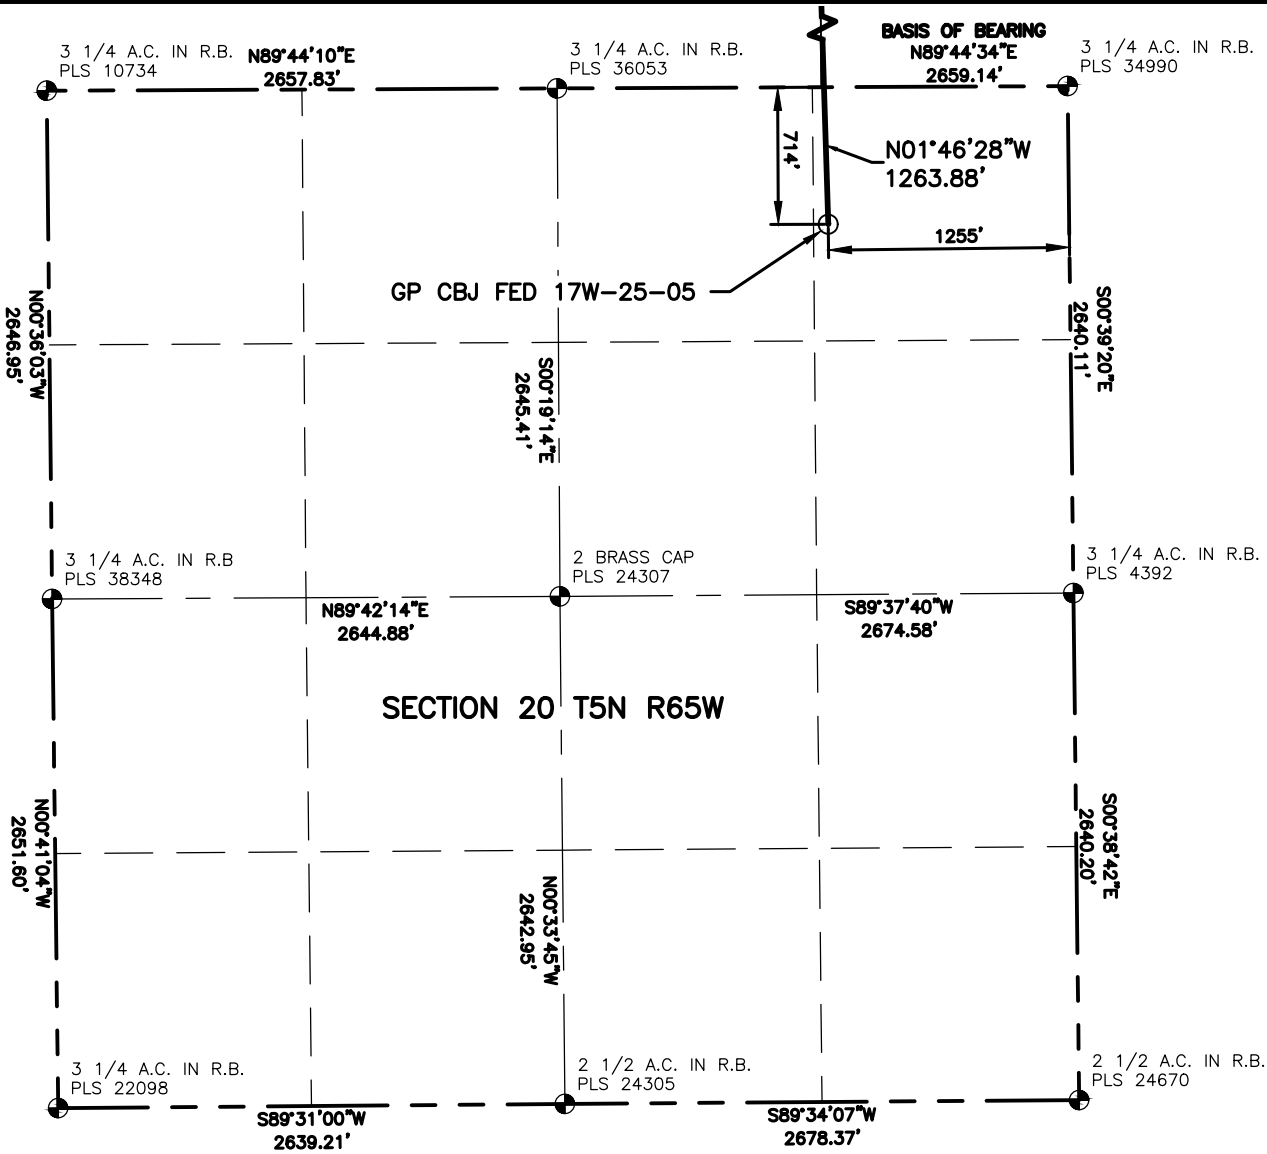 3 1/4 A.C. IN R.B.
PLS 10734
N89°44'10"E
2657.83'
3 1/4 A.C. IN R.B.
PLS 36053
BASIS OF BEARING
N89°44'34"E
2659.14'
3 1/4 A.C. IN R.B.
PLS 34990
714'
N01°46'28"W
1263.88'
1255'
GP CBJ FED 17W-25-05
N00°36'03"W
2646.95'
S00°19'14"E
2645.41'
S00°39'20"E
2640.11'
3 1/4 A.C. IN R.B
PLS 38348
2 BRASS CAP
PLS 24307
3 1/4 A.C. IN R.B.
PLS 4392
N89°42'14"E
2644.88'
S89°37'40"W
2674.58'
SECTION 20 T5N R65W
N00°41'04"W
2651.60'
N00°33'45"W
2642.95'
S00°38'42"E
2640.20'
3 1/4 A.C. IN R.B.
PLS 22098
2 1/2 A.C. IN R.B.
PLS 24305
2 1/2 A.C. IN R.B.
PLS 24670
S89°31'00"W
2639.21'
S89°34'07"W
2678.37'